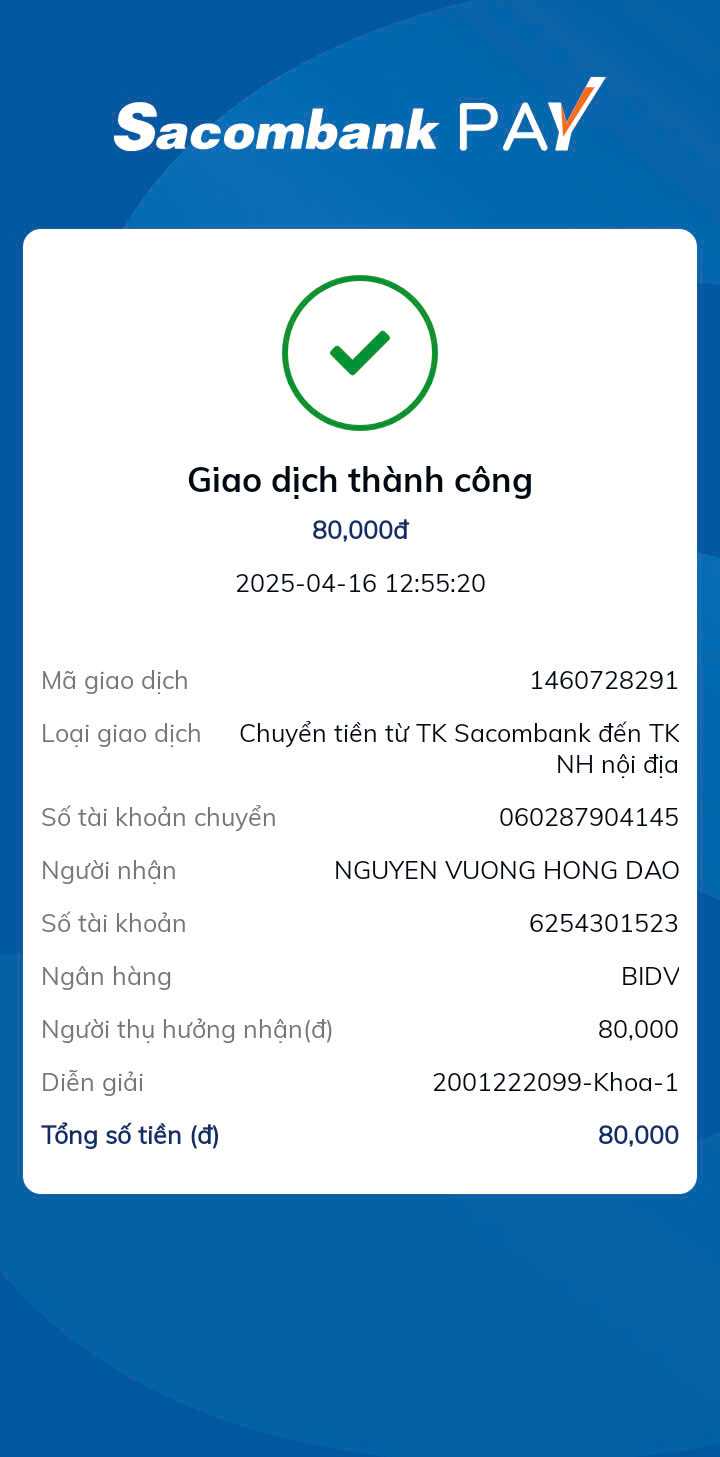 Sacombank PAY
Giao dịch thành công
80,000đ
2025-04-16 12:55:20
Mã giao dịch 1460728291
Loại giao dịch Chuyển tiền từ TK Sacombank đến TK
NH nội địa
Số tài khoản chuyển 060287904145
Người nhận NGUYEN VUONG HONG DAO
Số tài khoản 6254301523
Ngân hàng BIDV
Người thụ hưởng nhận(đ) 80,000
Diễn giải 2001222099-Khoa-1
Tổng số tiền (đ) 80,000